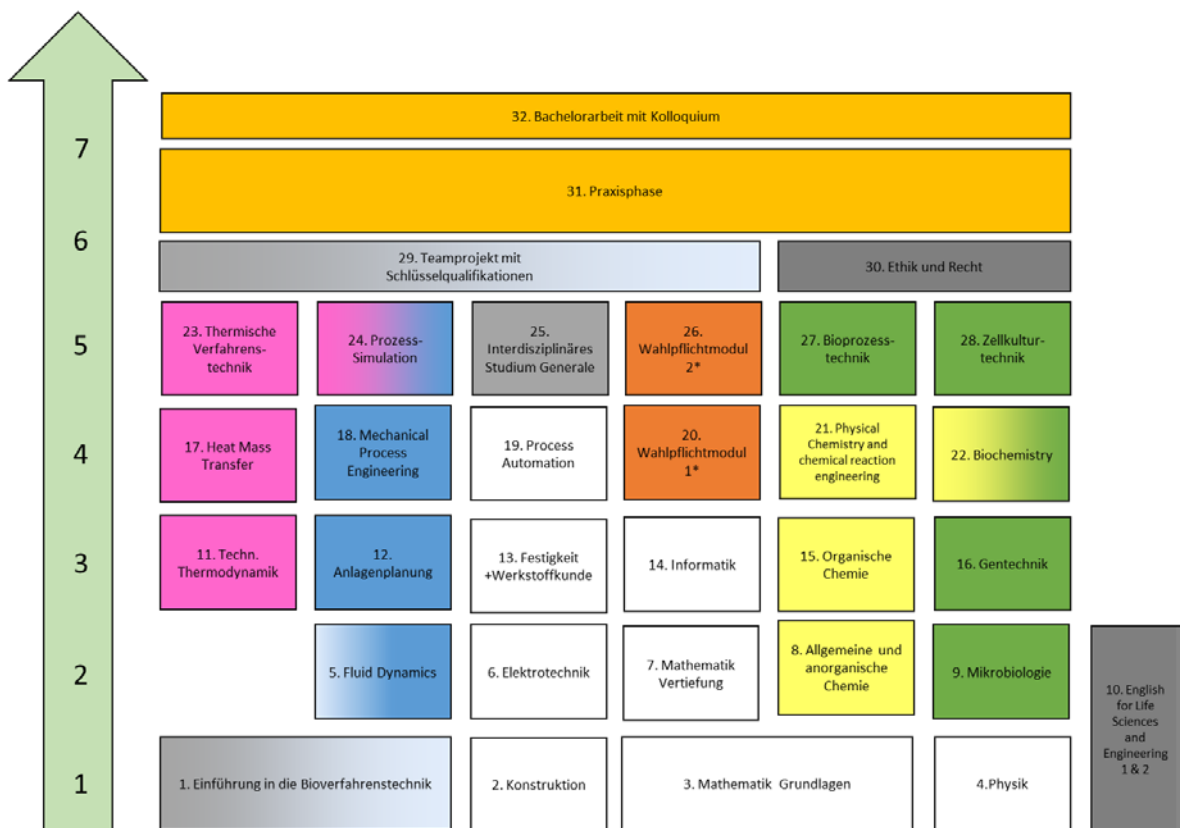 7
32. Bachelorarbeit mit Kolloquium
31. Praxisphase
6
29. Teamprojekt mit
Schlüsselqualifikationen
30. Ethik und Recht
5
23. Thermische
Verfahrens-
technik
24. Prozess-
Simulation
25.
Interdisziplinäres
Studium Generale
26.
Wahlpflichtmodul
2*
27. Bioprozess-
technik
28. Zellkultur-
technik
4
17. Heat Mass
Transfer
18. Mechanical
Process
Engineering
19. Process
Automation
20.
Wahlpflichtmodul
1*
21. Physical
Chemistry and
chemical reaction
engineering
22. Biochemistry
3
11. Techn.
Thermodynamik
12.
Anlagenplanung
13. Festigkeit
+Werkstoffkunde
14. Informatik
15. Organische
Chemie
16. Gentechnik
2
5. Fluid Dynamics
6. Elektrotechnik
7. Mathematik
Vertiefung
8. Allgemeine und
anorganische
Chemie
9. Mikrobiologie
10. English
for Life
Sciences
and
Engineering
1 & 2
1
1. Einführung in die Bioverfahrenstechnik
2. Konstruktion
3. Mathematik Grundlagen
4.Physik